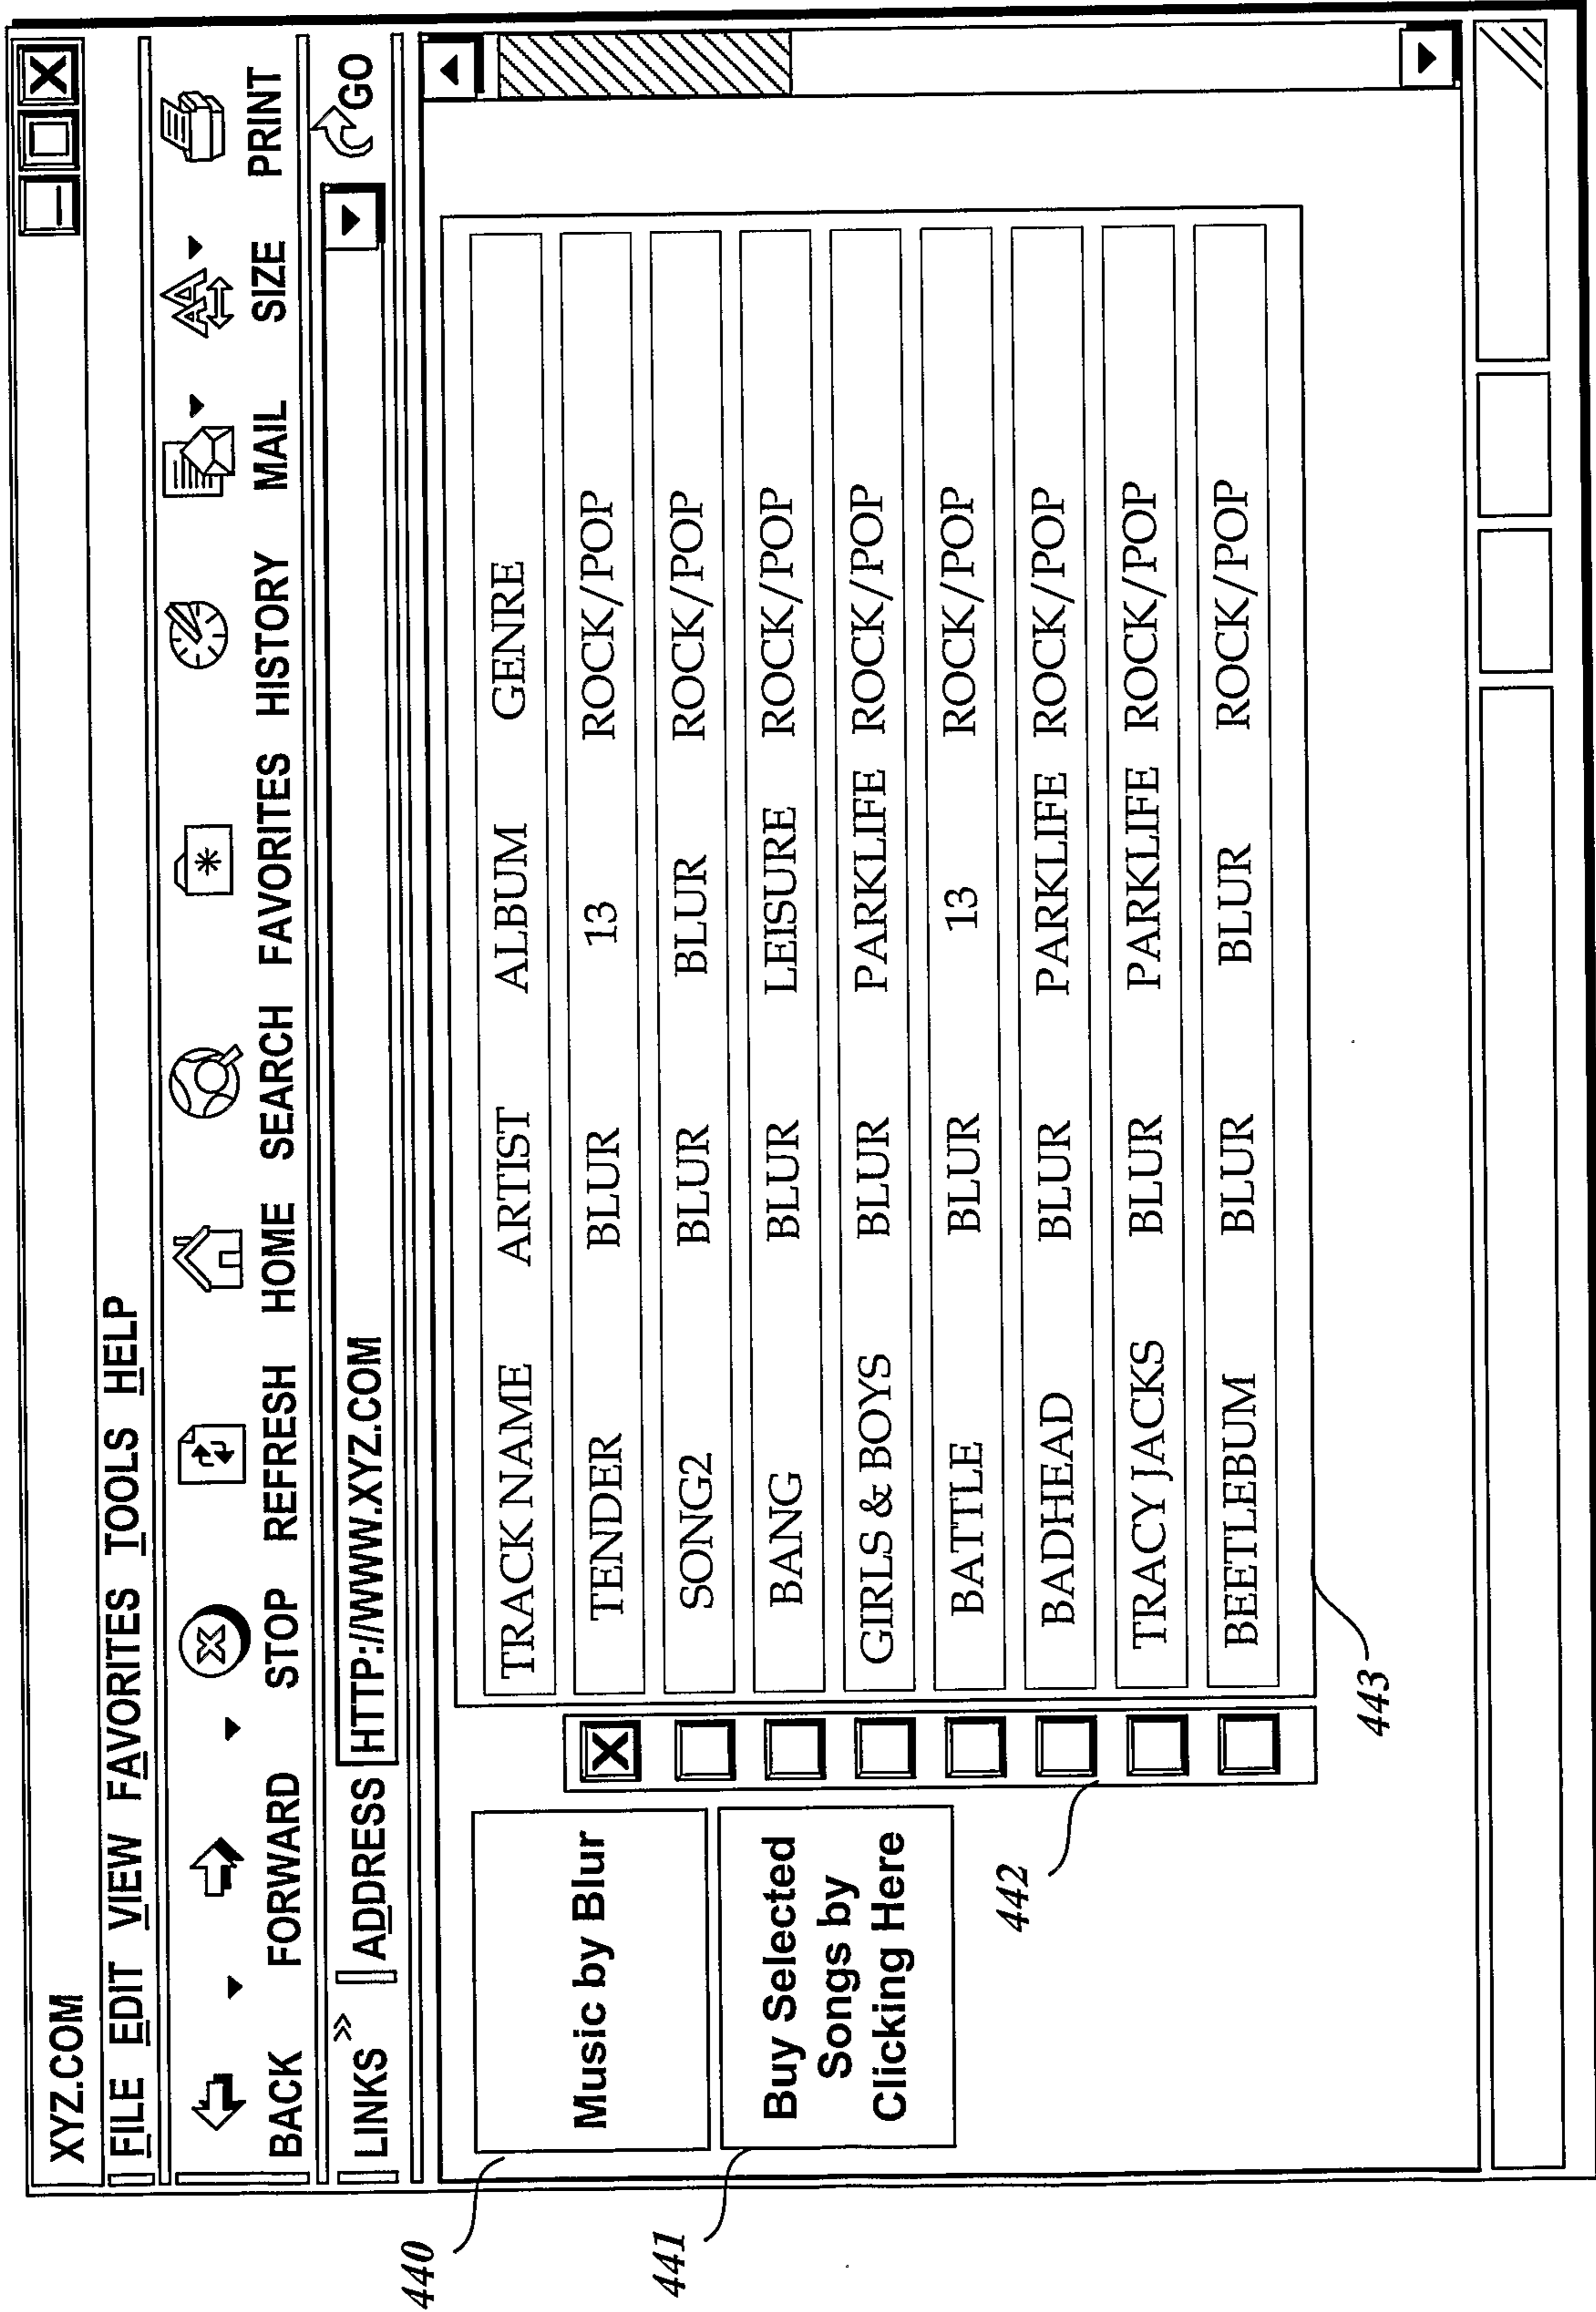 XYZ.COM
FILE EDIT VIEW FAVORITES TOOLS HELP
BACK FORWARD STOP REFRESH HOME SEARCH FAVORITES HISTORY MAIL SIZE PRINT
LINKS » ADDRESS HTTP://WWW.XYZ.COM GO
440
Music by Blur
441
Buy Selected
Songs by
Clicking Here
442
TRACK NAME ARTIST ALBUM GENRE
X TENDER BLUR 13 ROCK/POP
SONG2 BLUR BLUR ROCK/POP
BANG BLUR LEISURE ROCK/POP
GIRLS & BOYS BLUR PARKLIFE ROCK/POP
BATTLE BLUR 13 ROCK/POP
BADHEAD BLUR PARKLIFE ROCK/POP
TRACY JACKS BLUR PARKLIFE ROCK/POP
BEETLEBUM BLUR BLUR ROCK/POP
443